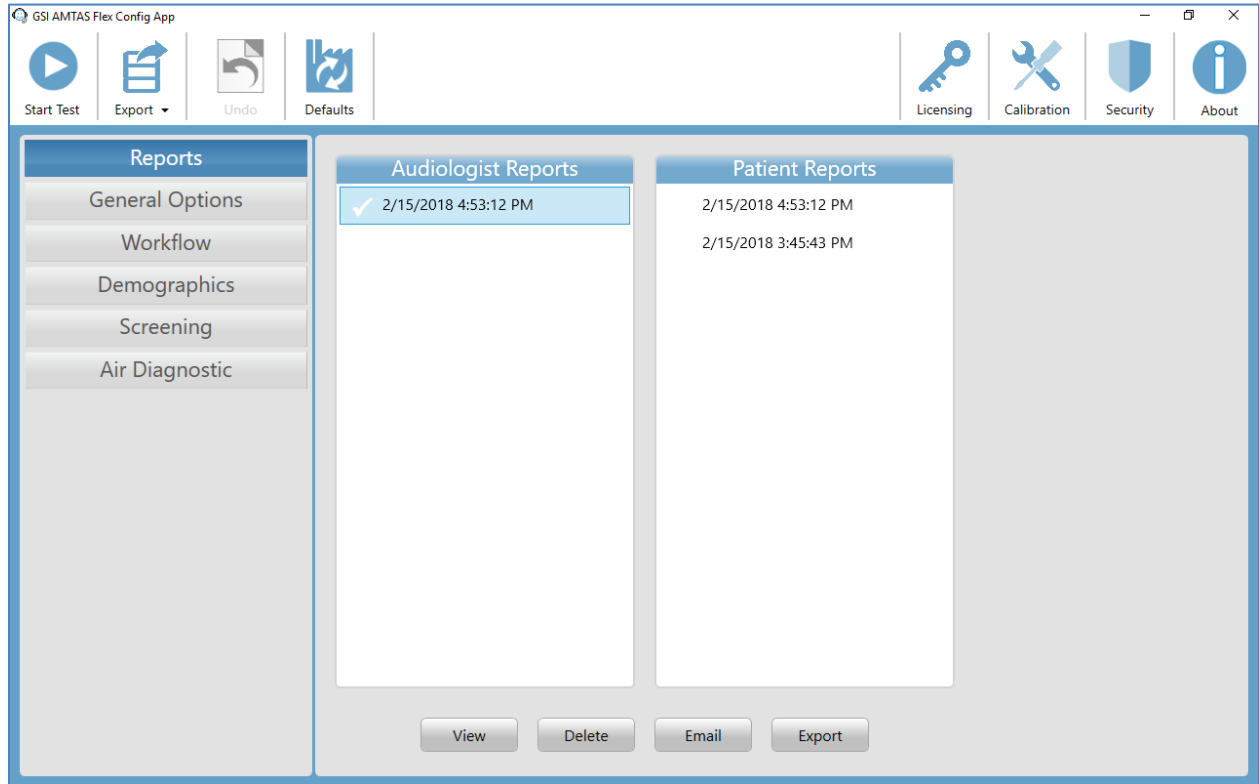 GSI AMTAS Flex Config App
Start Test
Export
Undo
Defaults
Licensing
Calibration
Security
About
Reports
General Options
Workflow
Demographics
Screening
Air Diagnostic
Audiologist Reports
2/15/2018 4:53:12 PM
Patient Reports
2/15/2018 4:53:12 PM
2/15/2018 3:45:43 PM
View
Delete
Email
Export